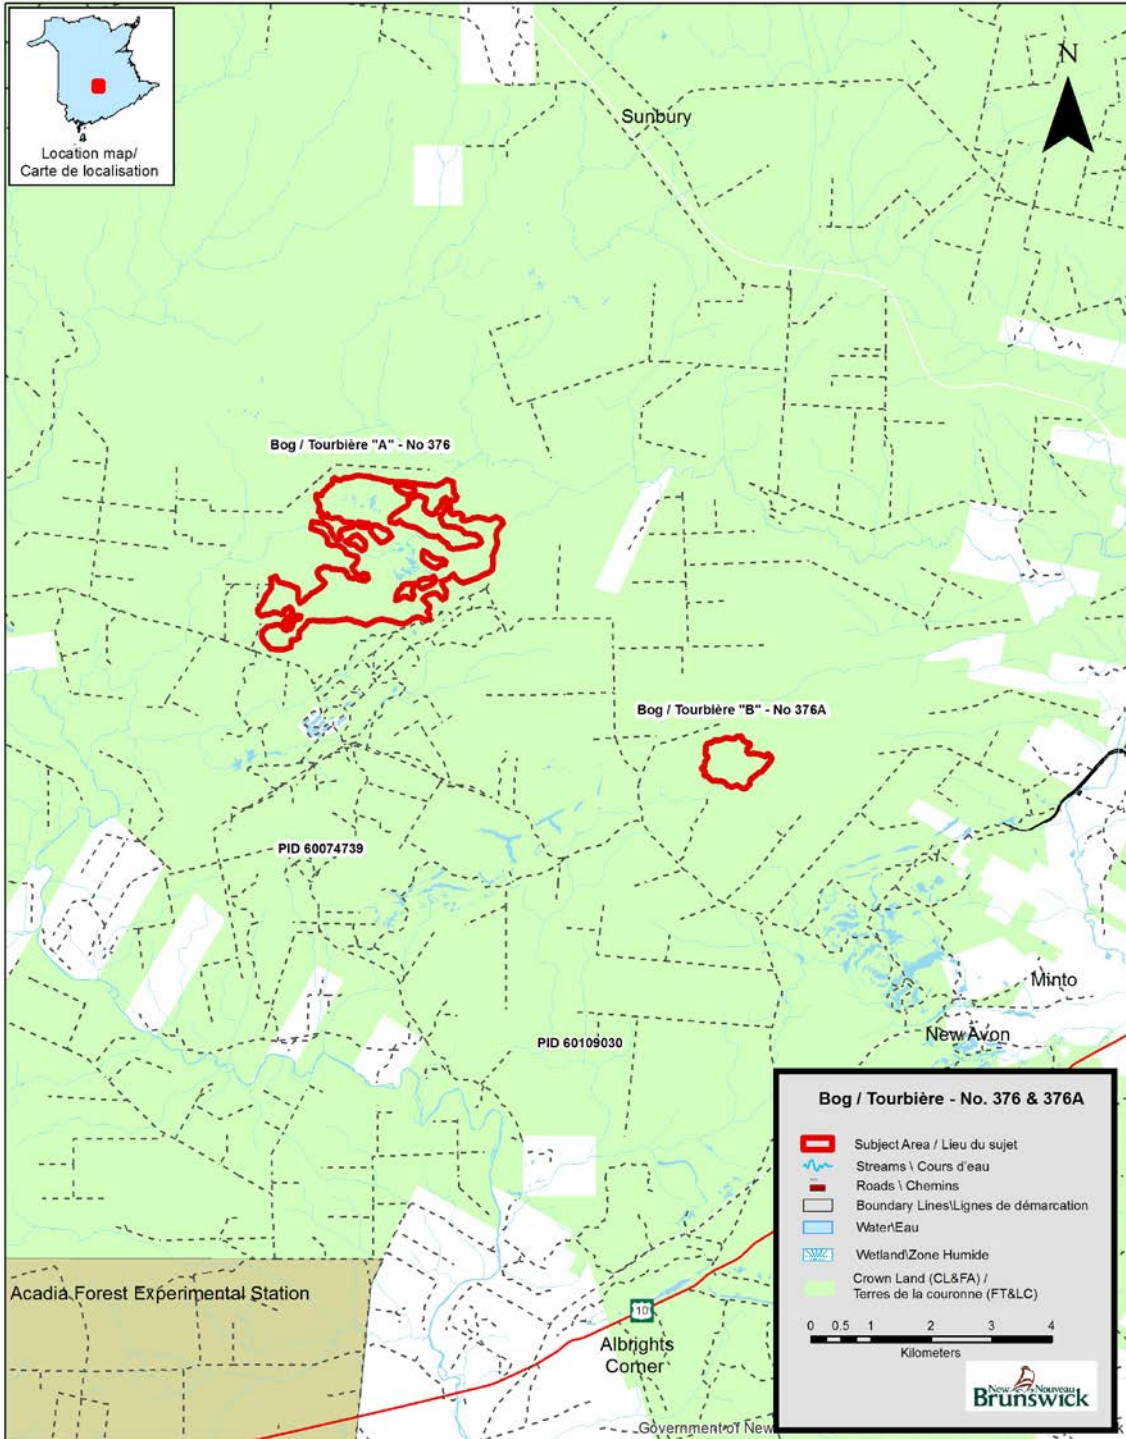 Location map/
Carte de localisation
N
Sunbury
Bog / Tourbière "A" - No 376
Bog / Tourbière "B" - No 376A
PID 60074739
Minto
New Avon
PID 60109030
Acadia Forest Experimental Station
10
Albrights
Corner
Bog / Tourbière - No. 376 & 376A
Subject Area / Lieu du sujet
Streams \ Cours d'eau
Roads \ Chemins
Boundary Lines\Lignes de démarcation
Water\Eau
Wetland\Zone Humide
Crown Land (CL&FA) /
Terres de la couronne (FT&LC)
0 0.5 1 2 3 4
Kilometers
New Nouveau
Brunswick
Government of New